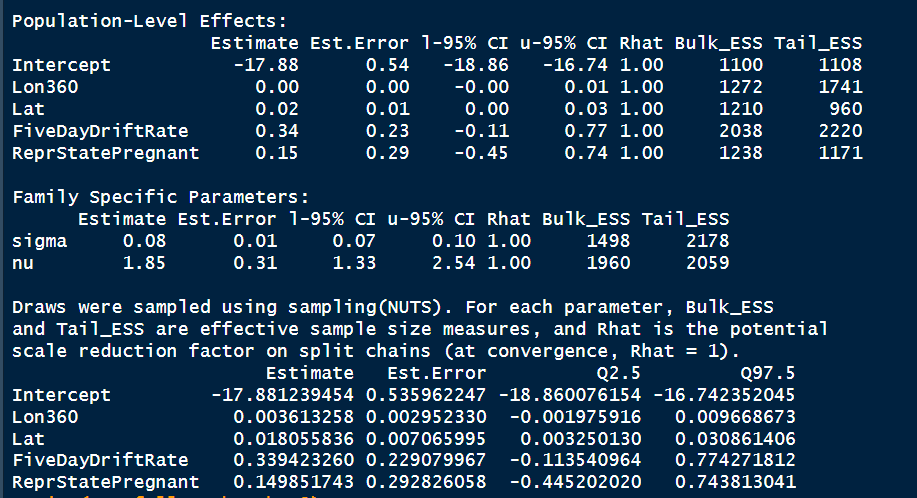 Population-Level Effects:
Estimate Est.Error l-95% CI u-95% CI Rhat Bulk_ESS Tail_ESS
Intercept -17.88 0.54 -18.86 -16.74 1.00 1100 1108
Lon360 0.00 0.00 -0.00 0.01 1.00 1272 1741
Lat 0.02 0.01 0.00 0.03 1.00 1210 960
FiveDayDriftRate 0.34 0.23 -0.11 0.77 1.00 2038 2220
ReprStatePregnant 0.15 0.29 -0.45 0.74 1.00 1238 1171
Family Specific Parameters:
Estimate Est.Error l-95% CI u-95% CI Rhat Bulk_ESS Tail_ESS
sigma 0.08 0.01 0.07 0.10 1.00 1498 2178
nu 1.85 0.31 1.33 2.54 1.00 1960 2059
Draws were sampled using sampling(NUTS). For each parameter, Bulk_ESS
and Tail_ESS are effective sample size measures, and Rhat is the potential
scale reduction factor on split chains (at convergence, Rhat = 1).
Estimate Est.Error Q2.5 Q97.5
Intercept -17.881239454 0.535962247 -18.860076154 -16.742352045
Lon360 0.003613258 0.002952330 -0.001975916 0.009668673
Lat 0.018055836 0.007065995 0.003250130 0.030861406
FiveDayDriftRate 0.339423260 0.229079967 -0.113540964 0.774271812
ReprStatePregnant 0.149851743 0.292826058 -0.445202020 0.743813041